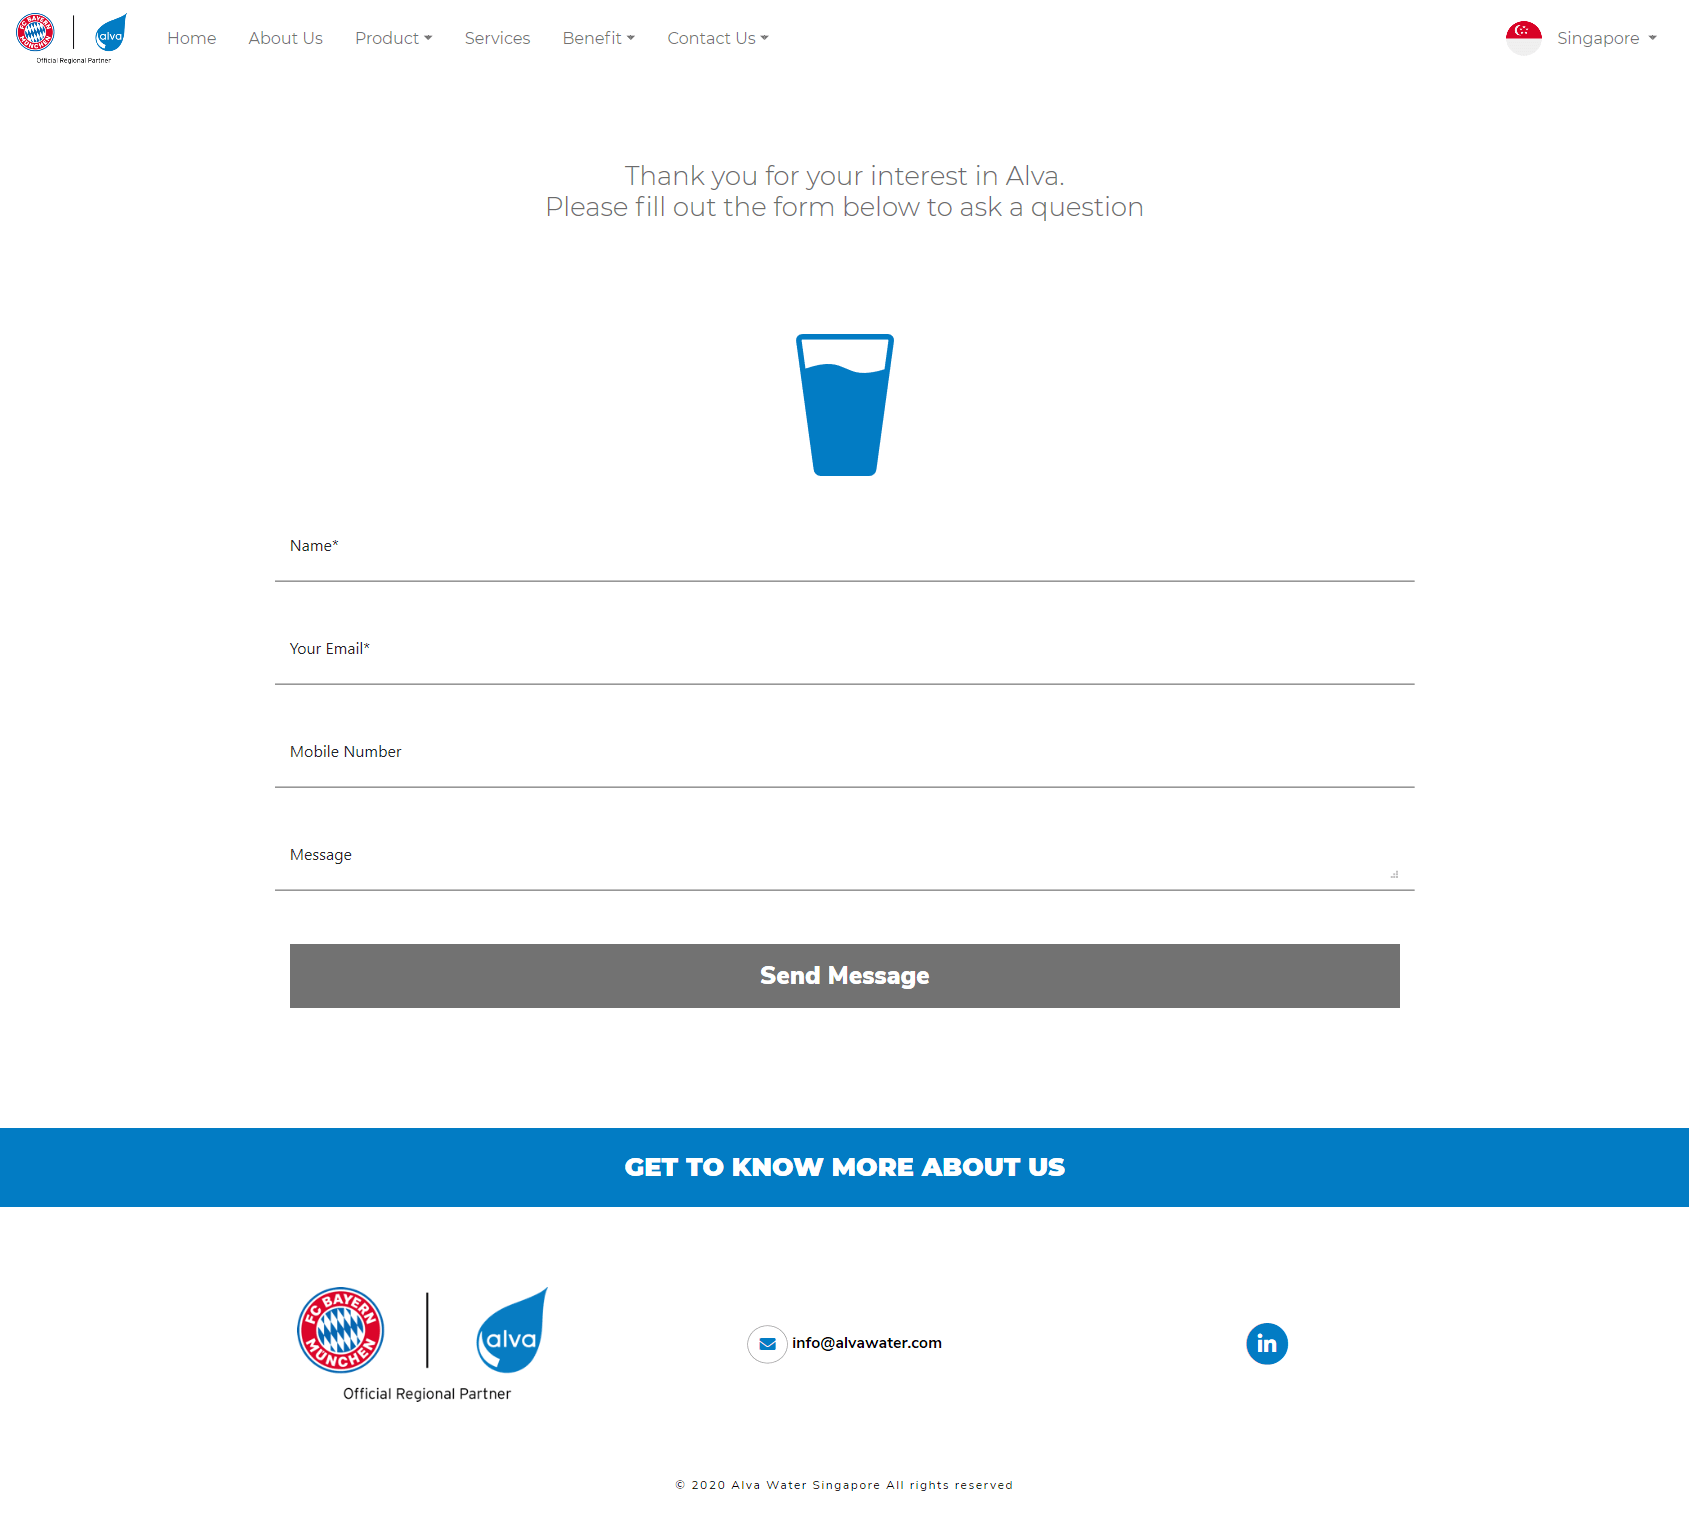 FC BAYERN
MÜNCHEN
alva
Official Regional Partner
Home
About Us
Product
Services
Benefit
Contact Us
Singapore
Thank you for your interest in Alva.
Please fill out the form below to ask a question
Name*
Your Email*
Mobile Number
Message
Send Message
GET TO KNOW MORE ABOUT US
FC BAYERN
MÜNCHEN
alva
Official Regional Partner
info@alvawater.com
in
© 2020 Alva Water Singapore All rights reserved